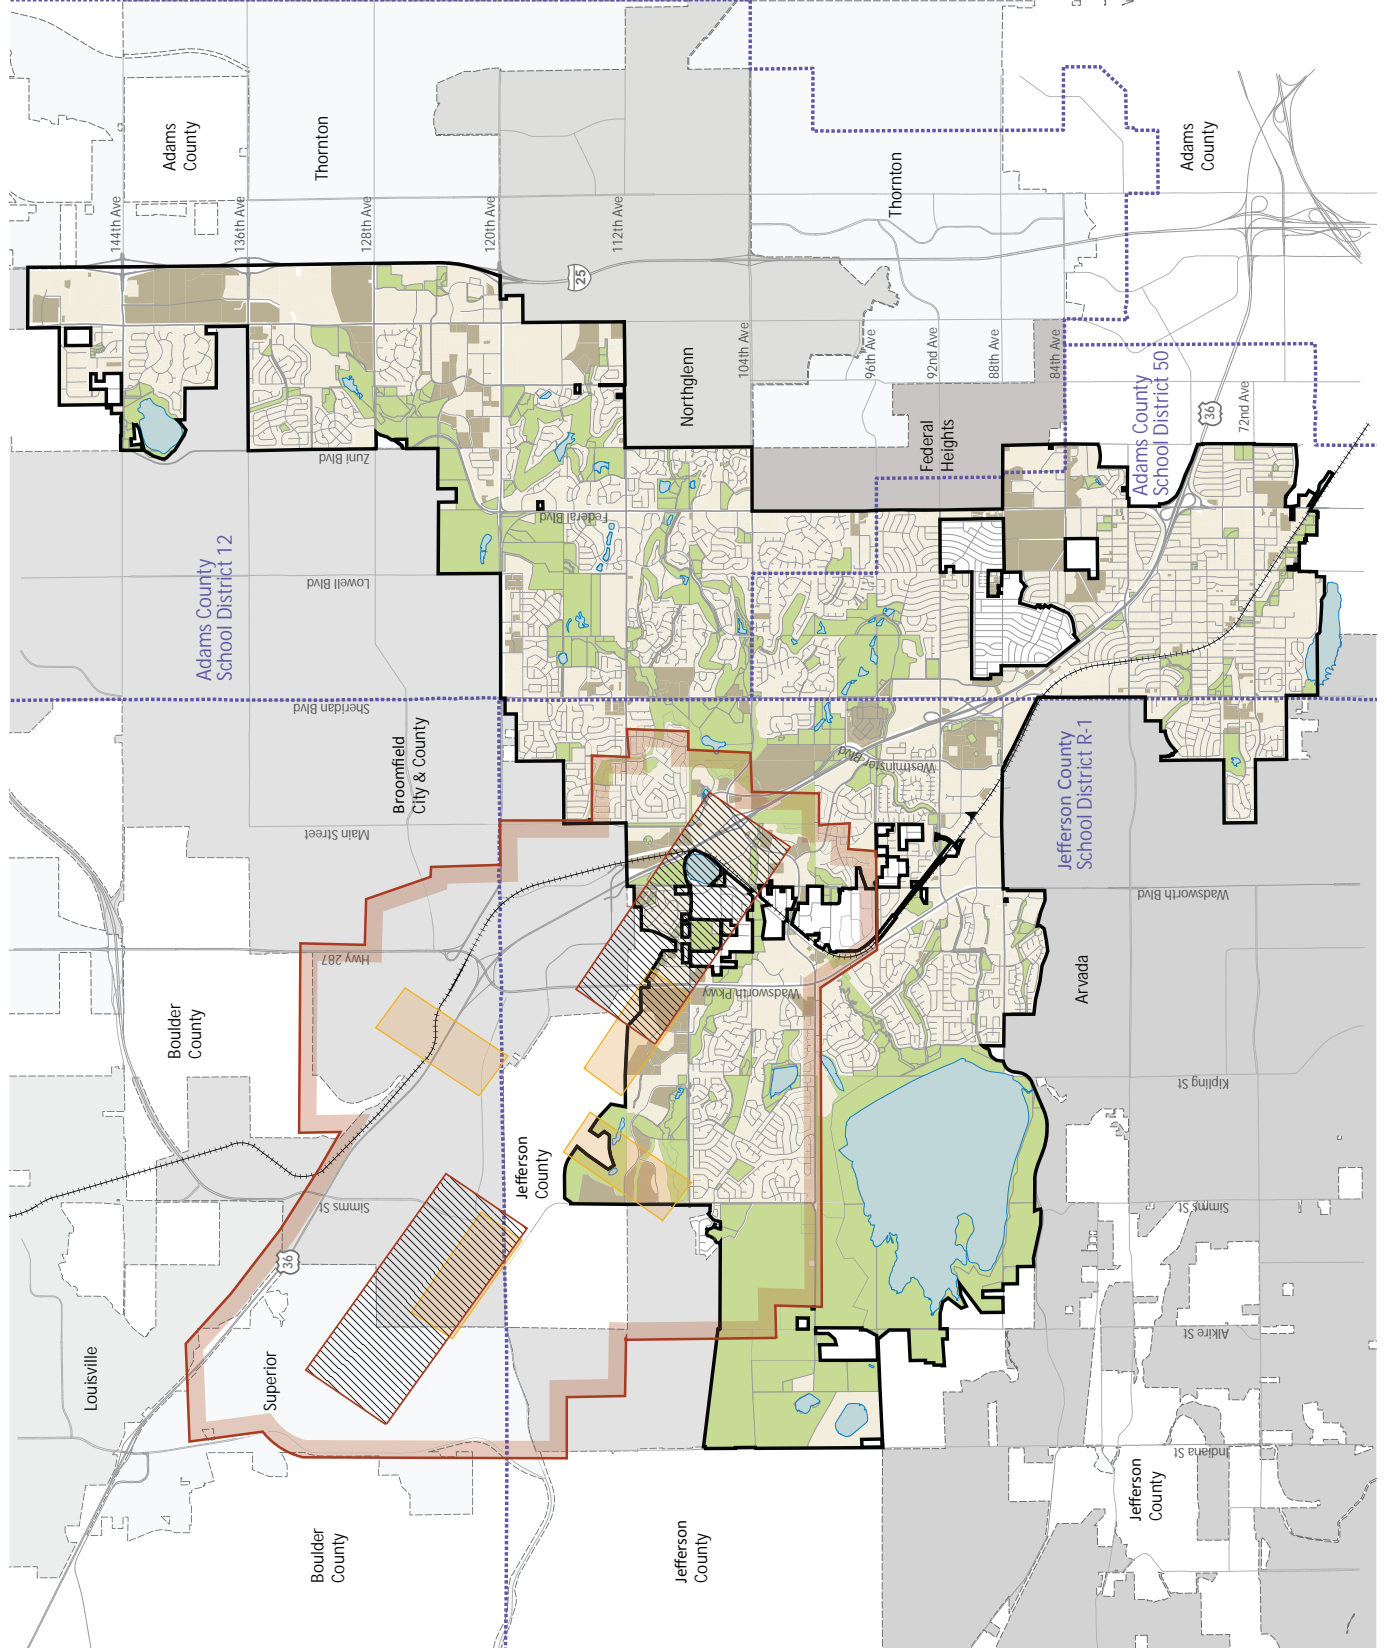 Adams
County
Thornton
Adams
County
Thornton
144th Ave
136th Ave
128th Ave
120th Ave
112th Ave
25
104th Ave
96th Ave
92nd Ave
88th Ave
84th Ave
Northglenn
Federal
Heights
Adams County
School District 50
36
72nd Ave
Zuni Blvd
Federal Blvd
Lowell Blvd
Adams County
School District 12
Sheridan Blvd
Broomfield
City & County
Main Street
Westminster Blvd
Jefferson County
School District R-1
Wadsworth Blvd
Hwy 287
Wadsworth Pkwy
Arvada
Boulder
County
Kipling St
Jefferson
County
Simms St
Simms St
36
Alkire St
Louisville
Superior
Indiana St
Jefferson
County
Boulder
County
Jefferson
County